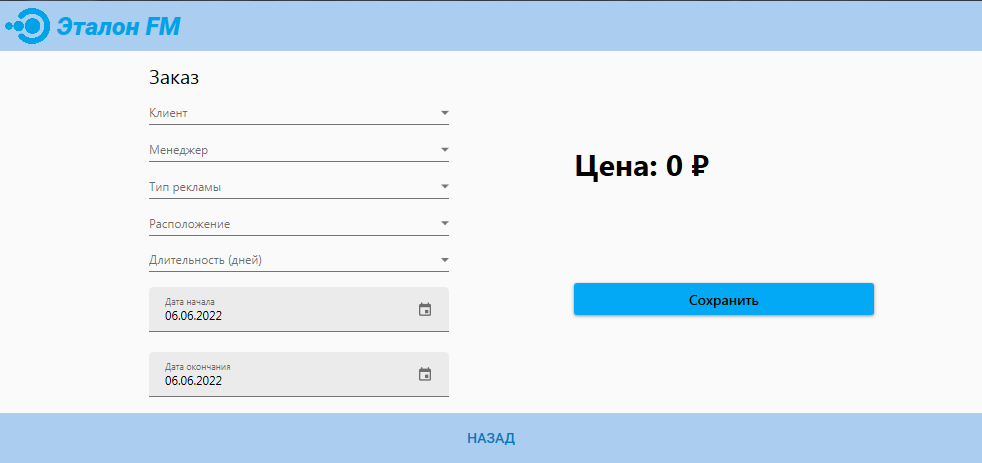 Эталон FM
Заказ
Клиент
Менеджер
Тип рекламы
Расположение
Длительность (дней)
Дата начала
06.06.2022
Дата окончания
06.06.2022
Цена: 0 ₽
Сохранить
НАЗАД